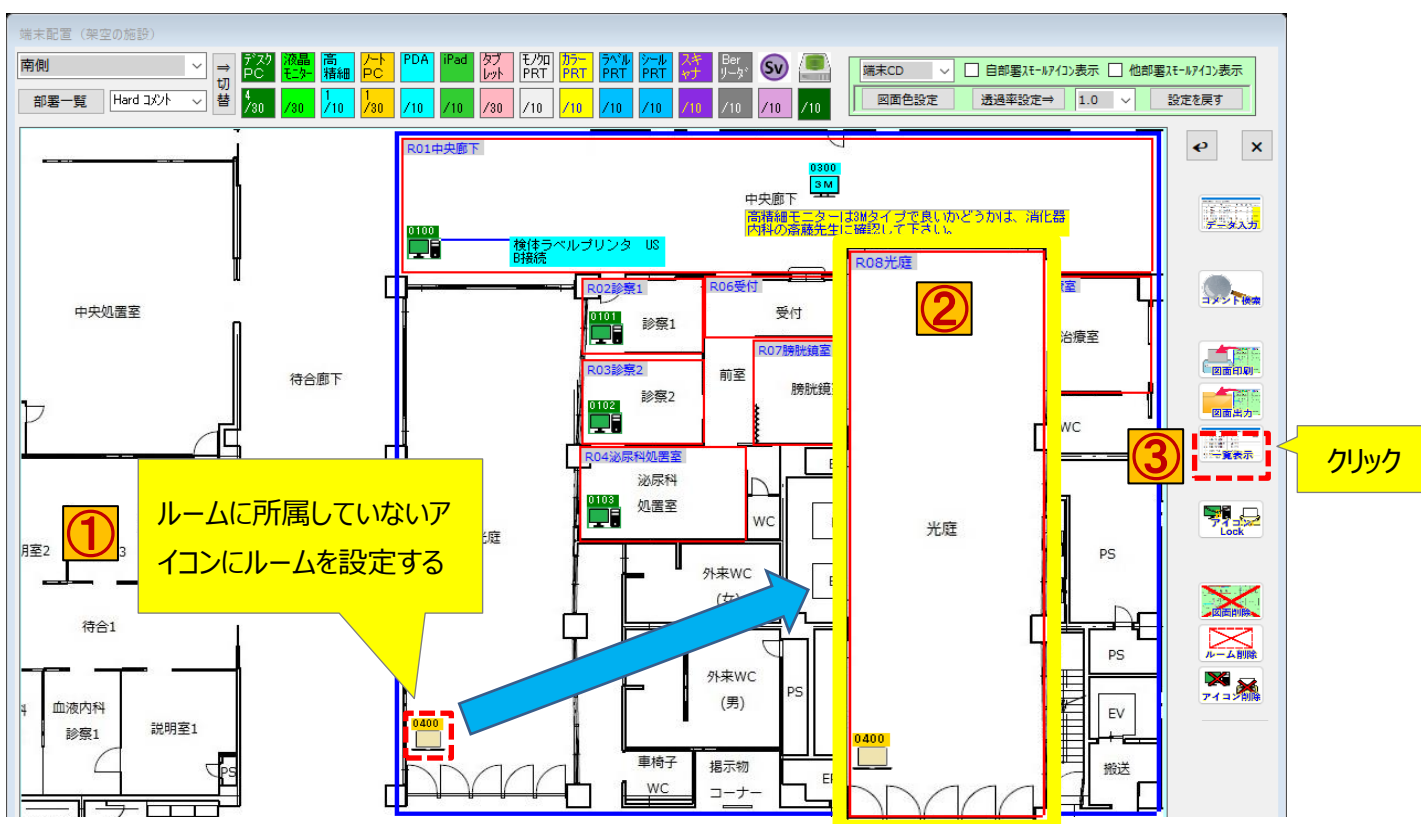 端末配置（架空の施設）
南側
⇒
切
替
部署一覧
Hard コメント
デスク
PC
液晶
モニター
高
精細
ノート
PC
PDA
iPad
タブ
レット
モノクロ
PRT
カラー
PRT
ラベル
PRT
シール
PRT
スキ
ャナ
Ber
リーダ
Sv
4
/30
/30
1
/10
1
/30
/10
/10
/30
/10
/10
/10
/10
/10
/10
/10
/10
端末CD
自部署スモールアイコン表示
他部署スモールアイコン表示
図面色設定
透過率設定⇒
1.0
設定を戻す
R01中央廊下
0300
3M
中央廊下
高精細モニターは3Mタイプで良いかどうかは、消化器
内科の斎藤先生に確認して下さい。
0100
検体ラベルプリンタ US
B接続
R08光庭
②
R02診察1
0101
診察1
R06受付
受付
室
治療室
中央処置室
待合廊下
R03診察2
0102
診察2
前室
R07膀胱鏡室
膀胱鏡
WC
R04泌尿科処置室
泌尿科
処置室
0103
WC
光庭
PS
①
月室2
3
ルームに所属していないア
イコンにルームを設定する
光庭
外来WC
(女)
待合1
外来WC
(男)
PS
PS
EV
搬送
血液内科
診察1
説明室1
PS
0400
0400
車椅子
WC
掲示物
コーナー
データ入力
コメント検索
図面印刷
図面出力
一覧表示
③
クリック
アイコン
Lock
図面削除
ルーム削除
アイコン削除